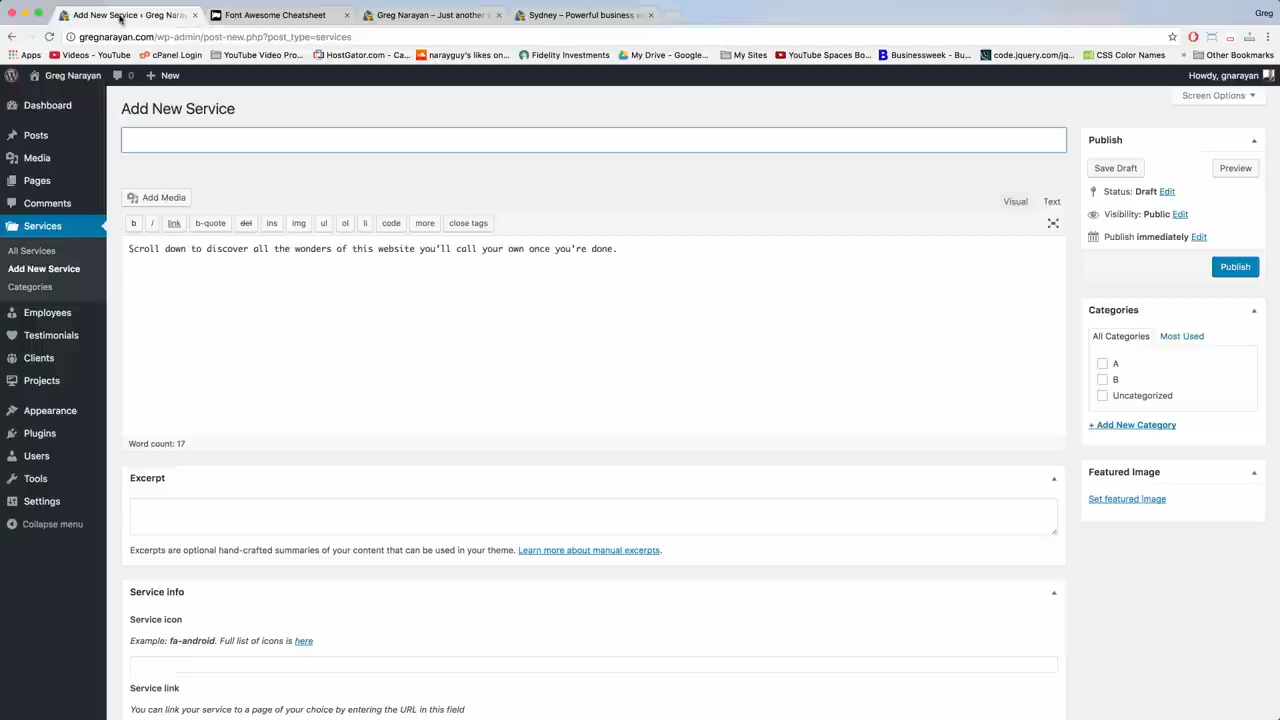 Add New Service ‹ Greg Naray
Font Awesome Cheatsheet
Greg Narayan – Just another
Sydney – Powerful business
Greg
gregnarayan.com/wp-admin/post-new.php?post_type=services
Apps
Videos - YouTube
cPanel Login
YouTube Video Pro...
HostGator.com - Ca...
narayguy's likes on...
Fidelity Investments
My Drive - Google...
My Sites
YouTube Spaces Bo...
Businessweek - Bu...
code.jquery.com/jq...
CSS Color Names
»
Other Bookmarks
Greg Narayan
0
New
Howdy, gnarayan
Dashboard
Posts
Media
Pages
Comments
Services
All Services
Add New Service
Categories
Employees
Testimonials
Clients
Projects
Appearance
Plugins
Users
Tools
Settings
Collapse menu
Screen Options
Add New Service
Add Media
Visual
Text
b
i
link
b-quote
del
ins
img
ul
ol
li
code
more
close tags
Scroll down to discover all the wonders of this website you'll call your own once you're done.
Word count: 17
Excerpt
Excerpts are optional hand-crafted summaries of your content that can be used in your theme. Learn more about manual excerpts.
Service info
Service icon
Example: fa-android. Full list of icons is here
Service link
You can link your service to a page of your choice by entering the URL in this field
Publish
Save Draft
Preview
Status: Draft Edit
Visibility: Public Edit
Publish immediately Edit
Publish
Categories
All Categories
Most Used
A
B
Uncategorized
+ Add New Category
Featured Image
Set featured image